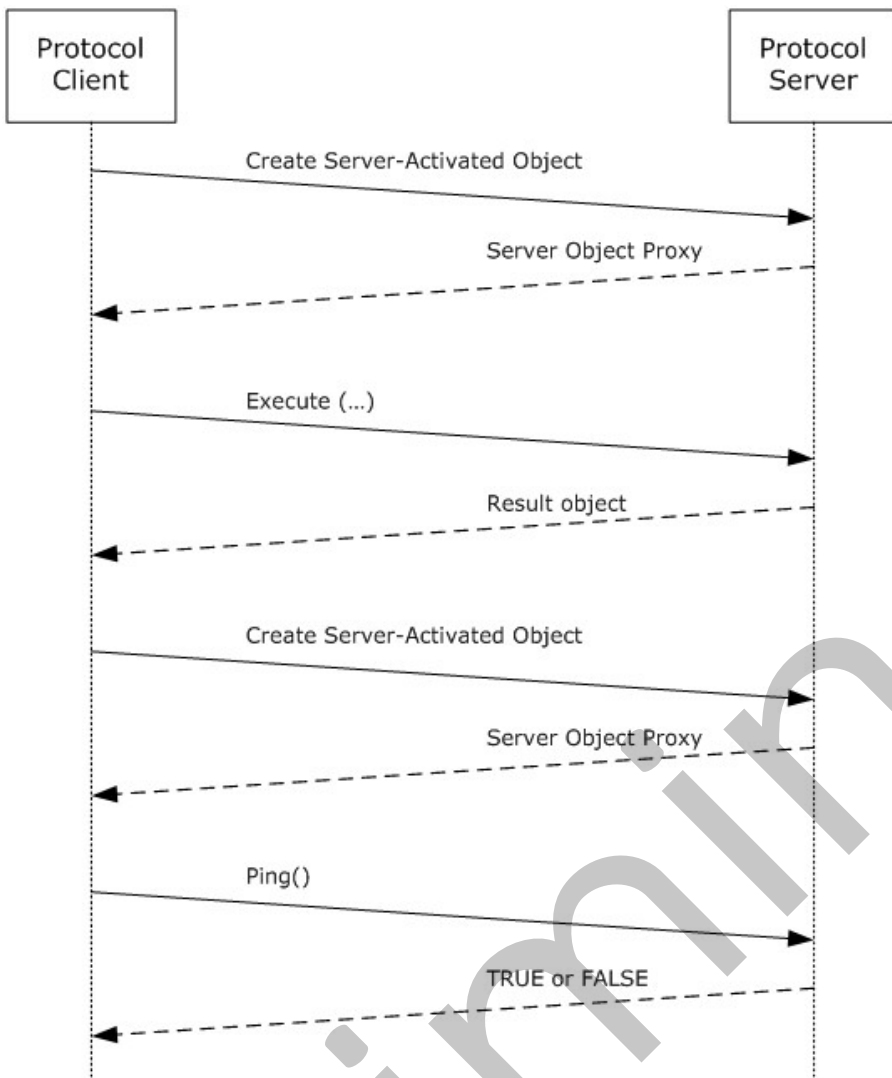 Protocol
Client
Protocol
Server
Create Server-Activated Object
Server Object Proxy
Execute (…)
Result object
Create Server-Activated Object
Server Object Proxy
Ping()
TRUE or FALSE